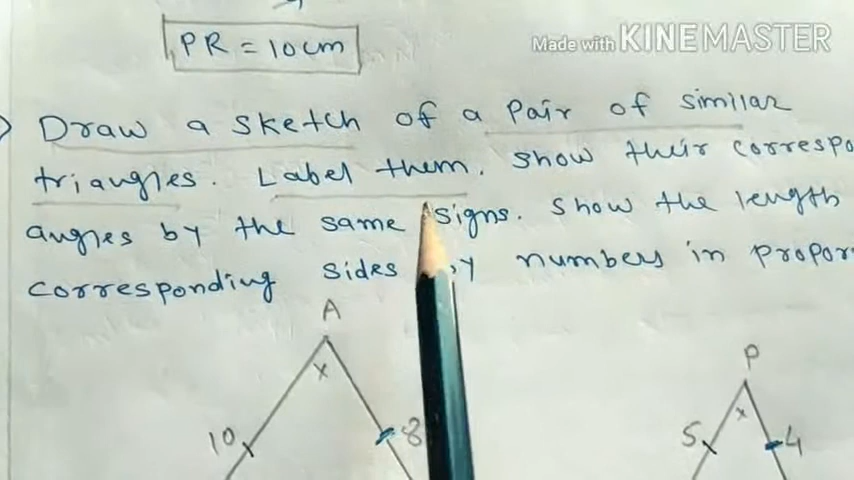 PR = 10cm
Made with KINEMASTER
Draw a sketch of a pair of similar
triangles. Label them. Show their correspo
angles by the same signs. Show the length
corresponding sides by numbers in propor
A
P
x
x
10
8
5
4